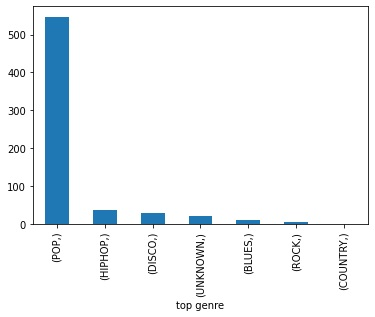 500
400
300
200
100
0
(POP,)
(HIPHOP,)
(DISCO,)
(UNKNOWN,)
(BLUES,)
(ROCK,)
(COUNTRY,)
top genre